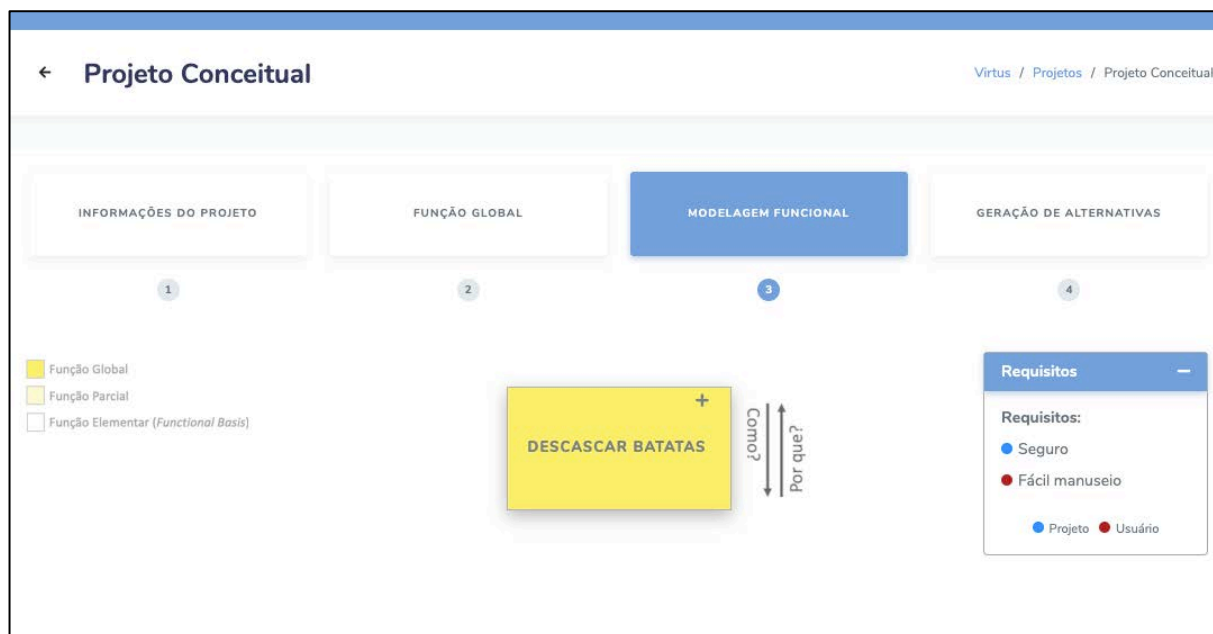 ← Projeto Conceitual
Virtus / Projetos / Projeto Conceitual
INFORMAÇÕES DO PROJETO
FUNÇÃO GLOBAL
MODELAGEM FUNCIONAL
GERAÇÃO DE ALTERNATIVAS
1
2
3
4
Função Global
Função Parcial
Função Elementar (Functional Basis)
+
DESCASCAR BATATAS
Como?
Por que?
Requisitos −
Requisitos:
Seguro
Fácil manuseio
Projeto Usuário